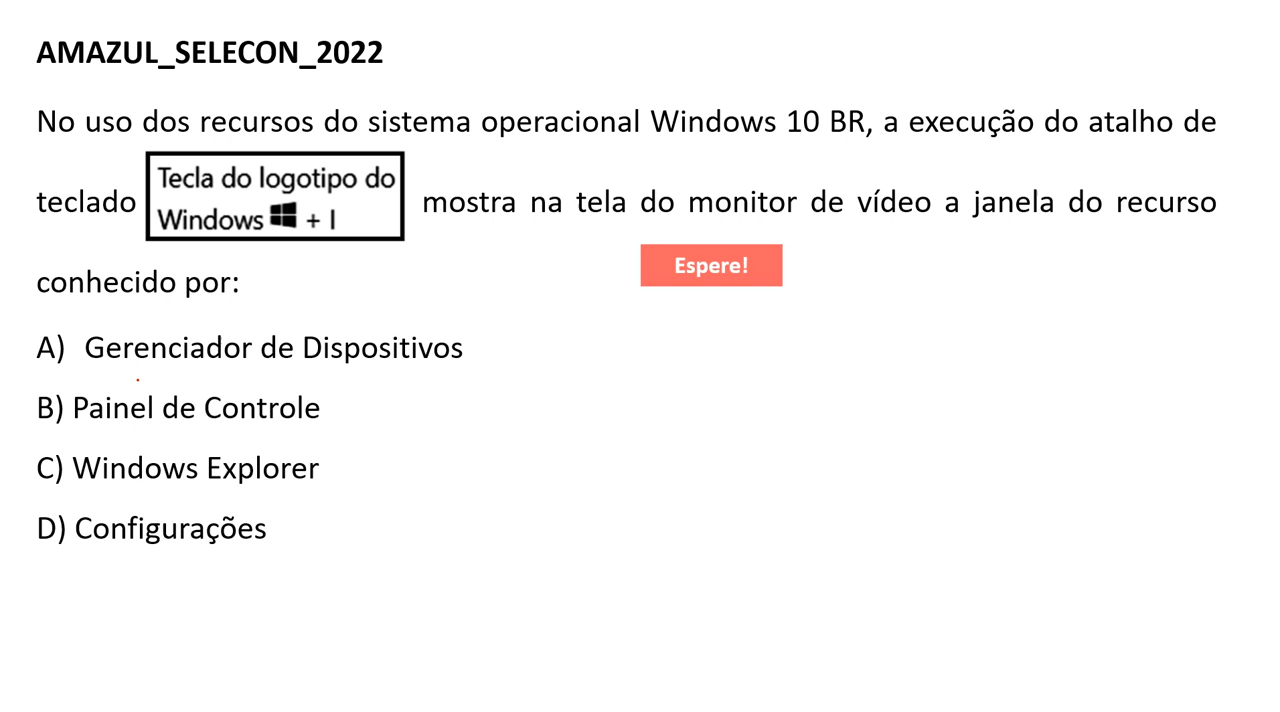 AMAZUL_SELECON_2022
No uso dos recursos do sistema operacional Windows 10 BR, a execução do atalho de
teclado Tecla do logotipo do
Windows + I mostra na tela do monitor de vídeo a janela do recurso
Espere!
conhecido por:
A) Gerenciador de Dispositivos
B) Painel de Controle
C) Windows Explorer
D) Configurações